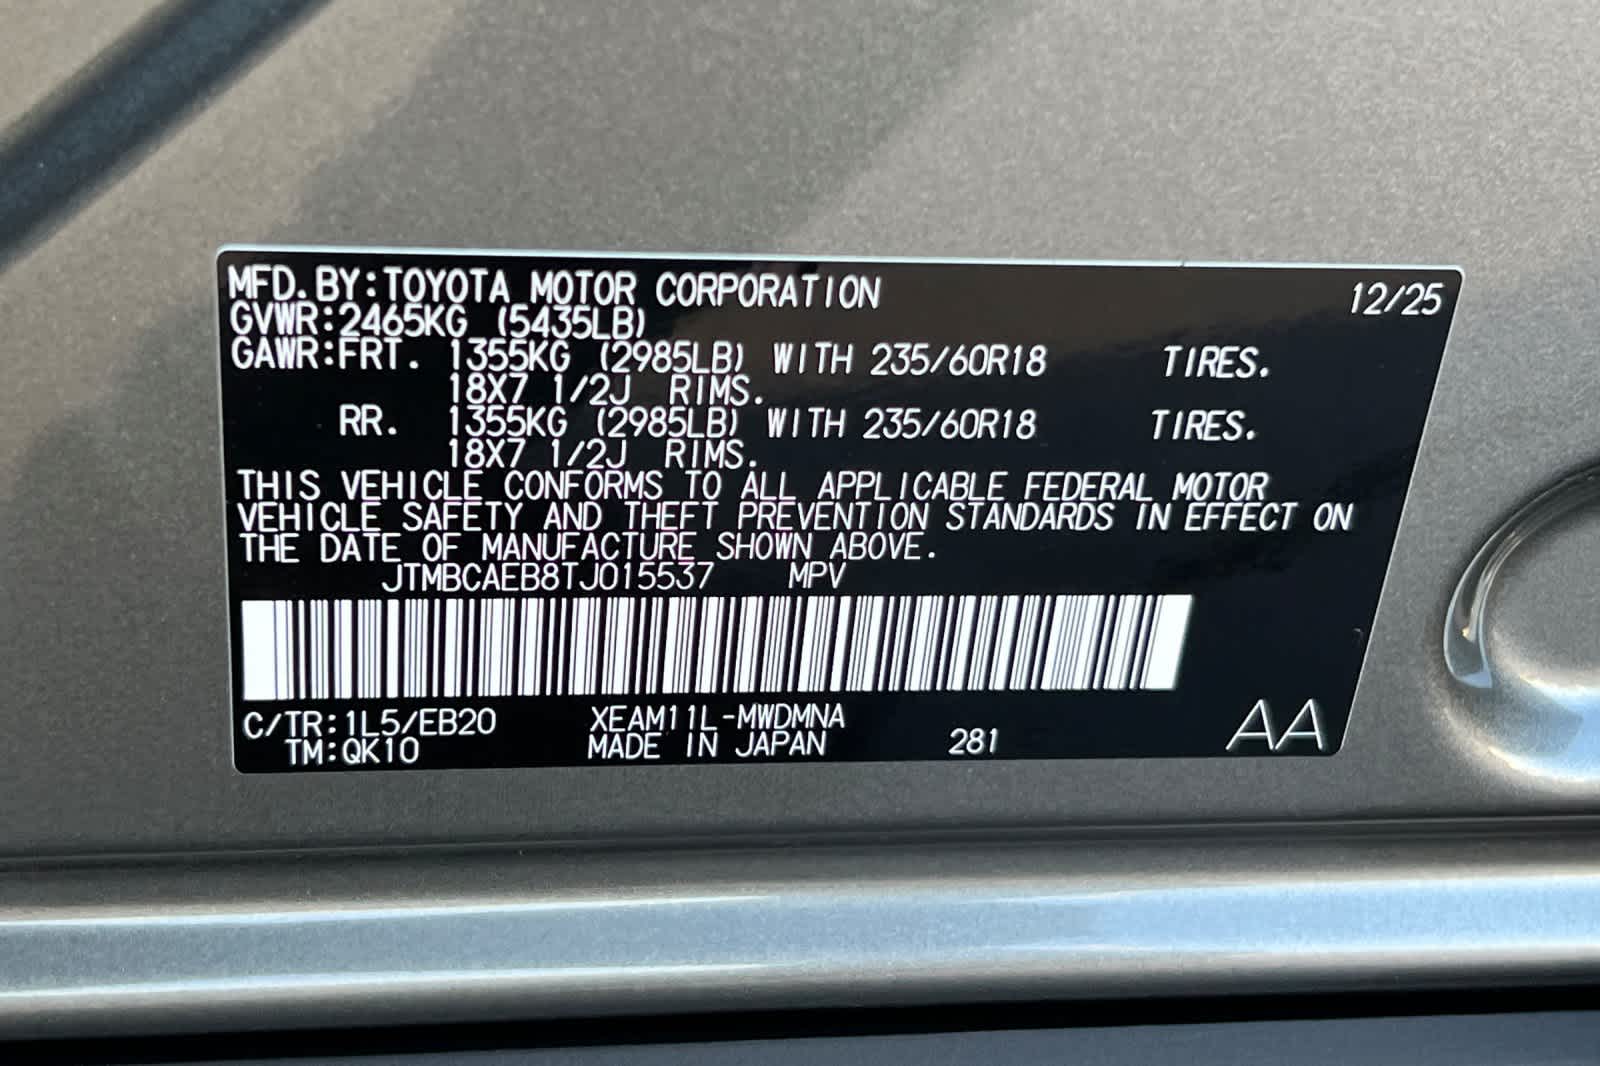 MFD. BY:TOYOTA MOTOR CORPORATION 12/25
GVWR:2465KG (5435LB)
GAWR:FRT. 1355KG (2985LB) WITH 235/60R18 TIRES.
18X7 1/2J RIMS.
RR. 1355KG (2985LB) WITH 235/60R18 TIRES.
18X7 1/2J RIMS.
THIS VEHICLE CONFORMS TO ALL APPLICABLE FEDERAL MOTOR
VEHICLE SAFETY AND THEFT PREVENTION STANDARDS IN EFFECT ON
THE DATE OF MANUFACTURE SHOWN ABOVE.
JTMBCAEB8TJ015537 MPV
C/TR:1L5/EB20 XEAM11L-MWDMNA
TM:QK10 MADE IN JAPAN 281 AA